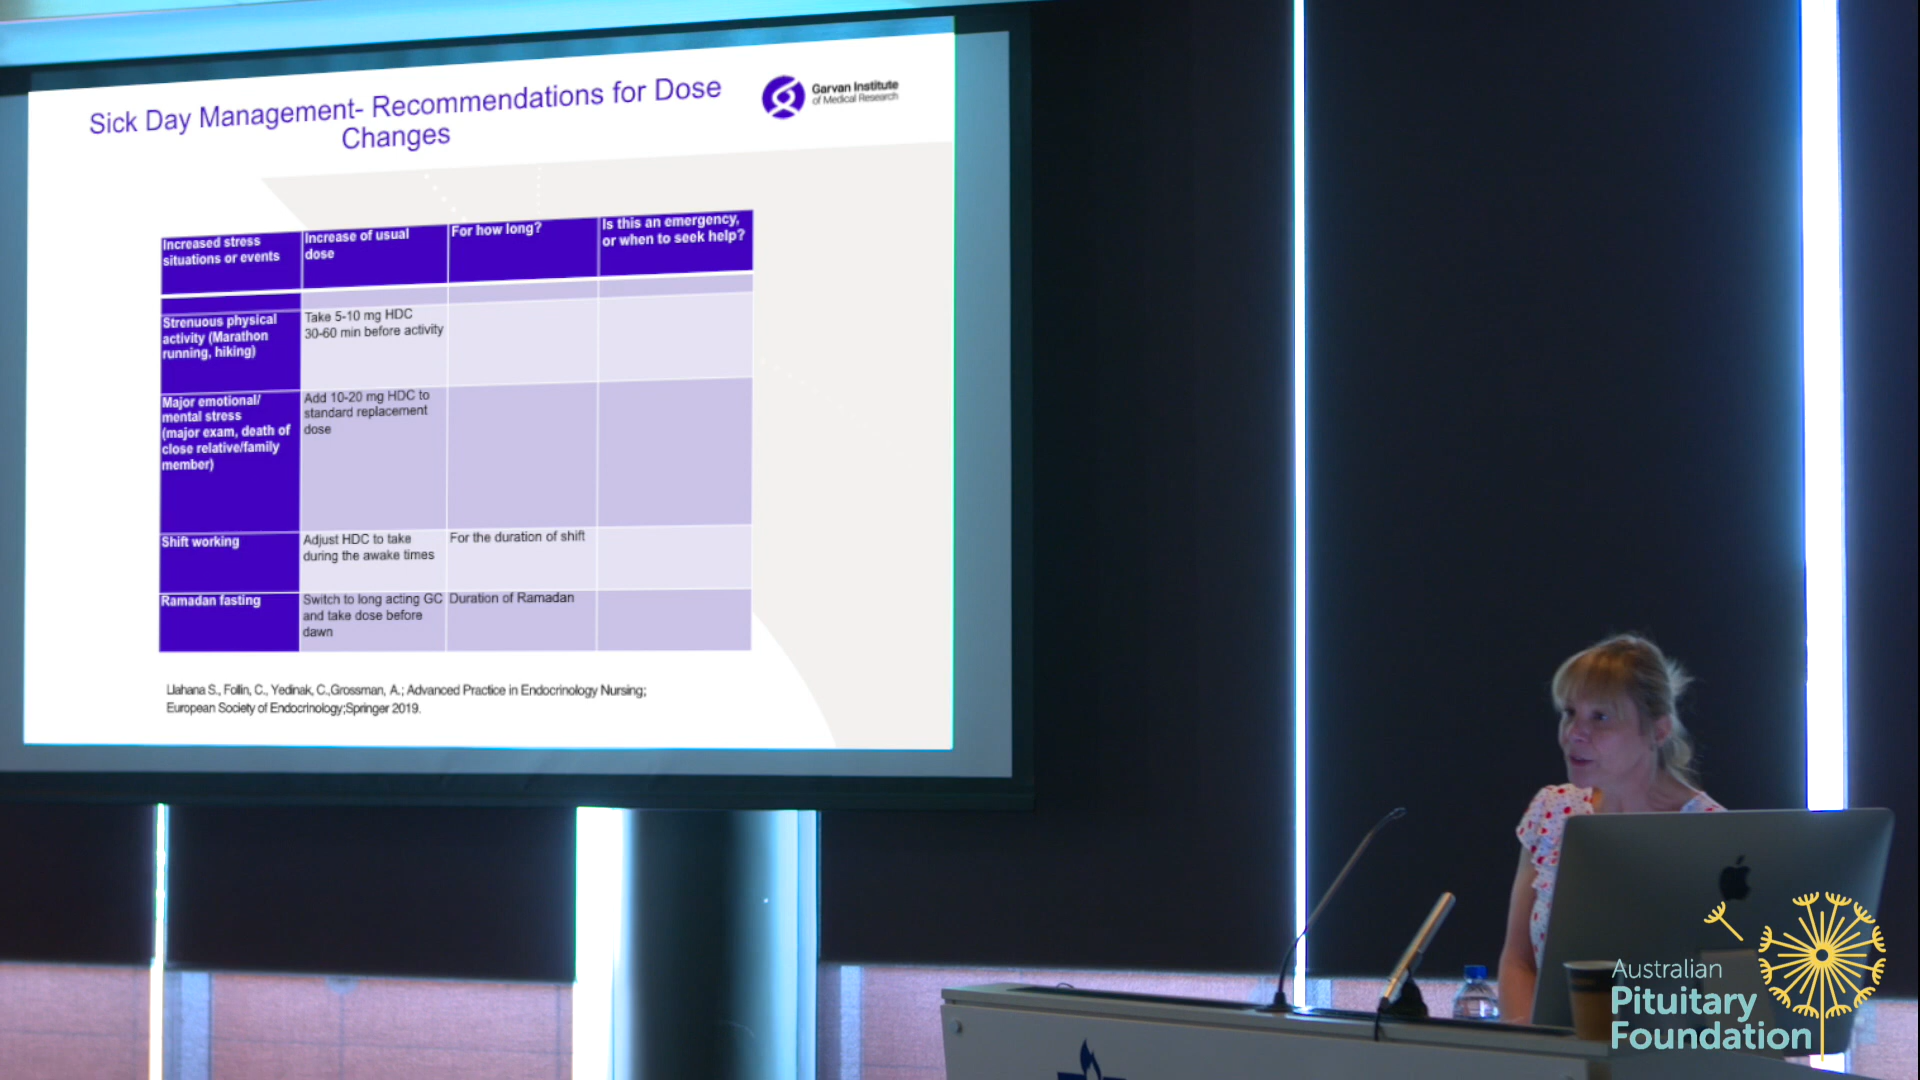 Sick Day Management- Recommendations for Dose
Changes
Garvan Institute
of Medical Research
Increased stress
situations or events
Increase of usual
dose
For how long?
Is this an emergency,
or when to seek help?
Strenuous physical
activity (Marathon
running, hiking)
Take 5-10 mg HDC
30-60 min before activity
Major emotional/
mental stress
(major exam, death of
close relative/family
member)
Add 10-20 mg HDC to
standard replacement
dose
Shift working
Adjust HDC to take
during the awake times
For the duration of shift
Ramadan fasting
Switch to long acting GC
and take dose before
dawn
Duration of Ramadan
Llahana S., Follin, C., Yedinak, C.,Grossman, A.; Advanced Practice in Endocrinology Nursing;
European Society of Endocrinology;Springer 2019.
Australian
Pituitary
Foundation